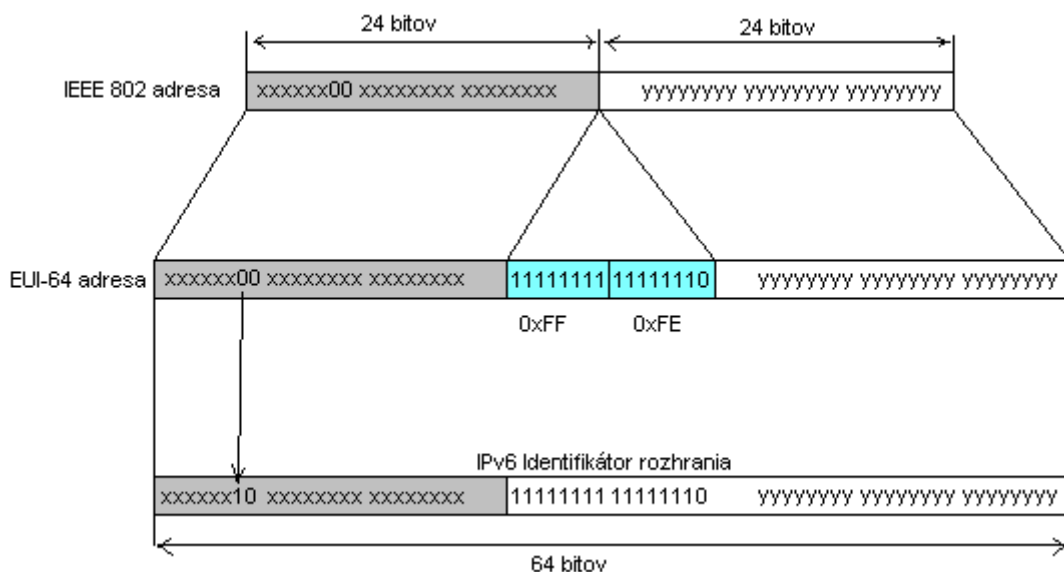 24 bitov 24 bitov
IEEE 802 adresa xxxxxx00 xxxxxxxx xxxxxxxx yyyyyyyy yyyyyyyy yyyyyyyy
EUI-64 adresa xxxxxx00 xxxxxxxx xxxxxxxx 11111111 11111110 yyyyyyyy yyyyyyyy yyyyyyyy
0xFF 0xFE
IPv6 Identifikátor rozhrania
xxxxxx10 xxxxxxxx xxxxxxxx 11111111 11111110 yyyyyyyy yyyyyyyy yyyyyyyy
64 bitov